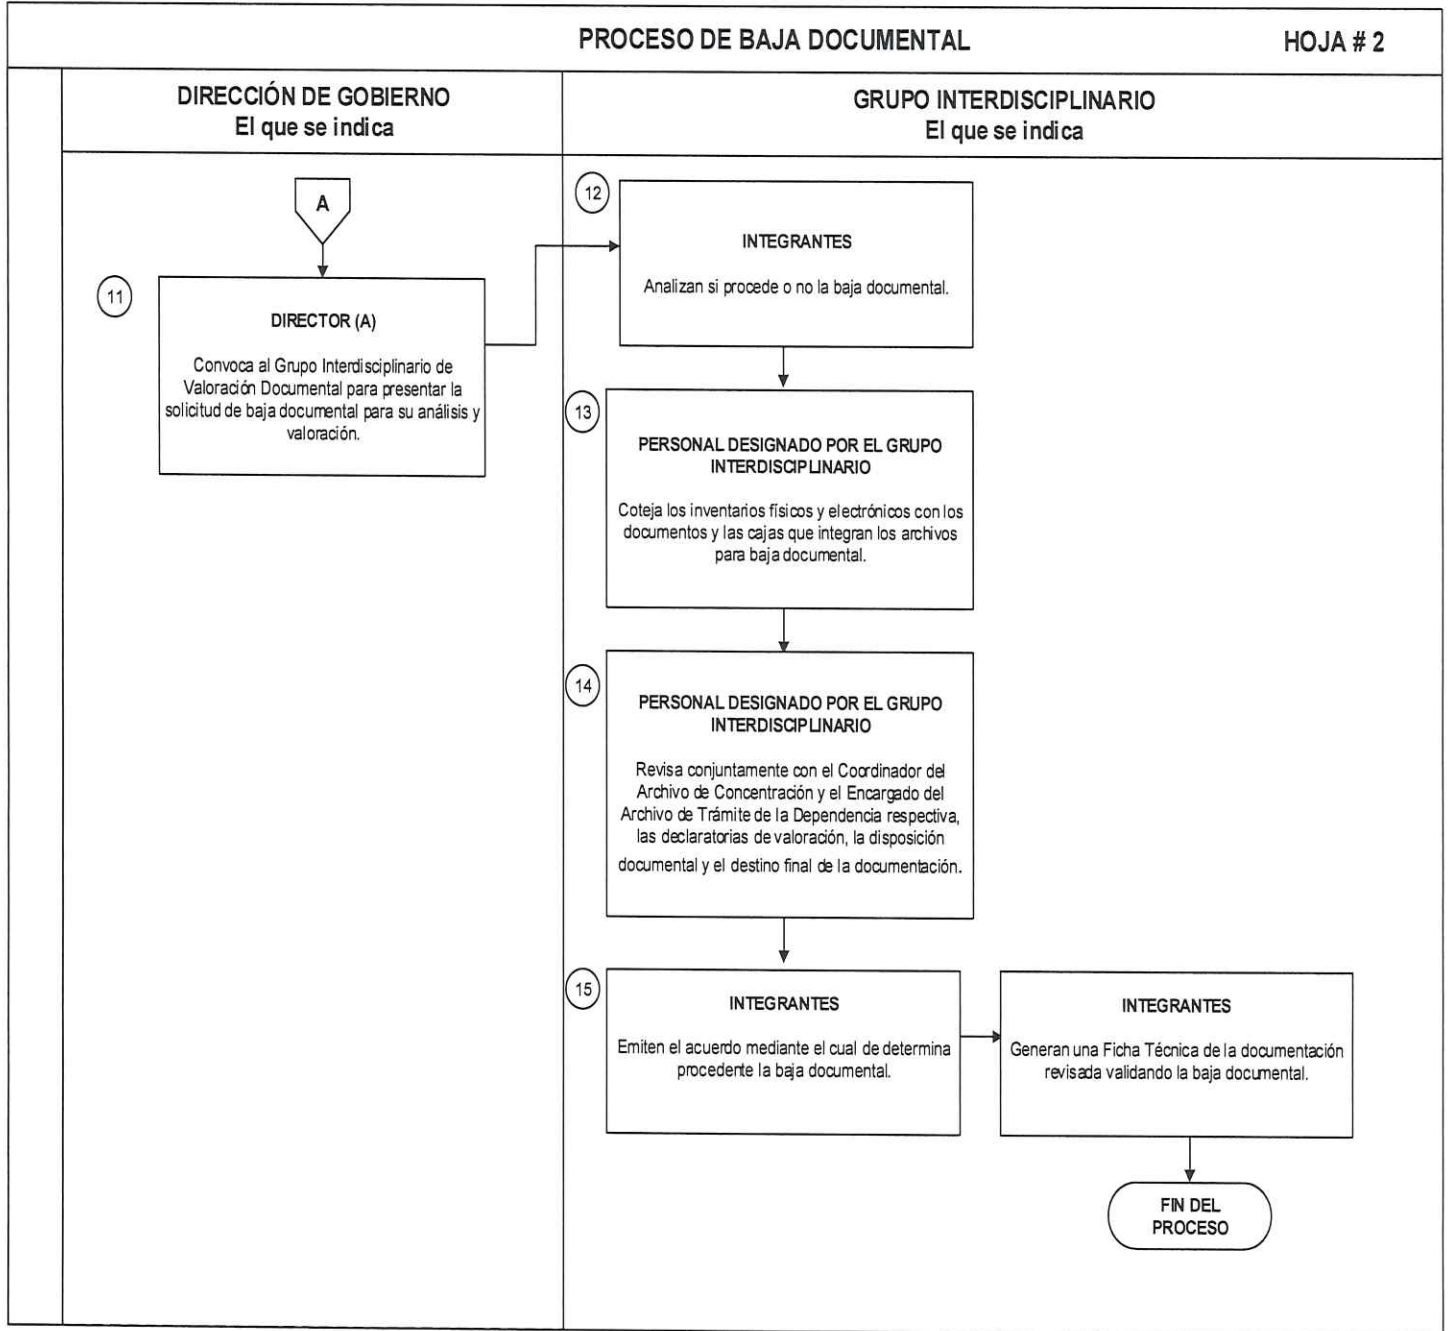 PROCESO DE BAJA DOCUMENTAL
HOJA # 2
DIRECCIÓN DE GOBIERNO
El que se indica
GRUPO INTERDISCIPLINARIO
El que se indica
A
11
DIRECTOR (A)
Convoca al Grupo Interdisciplinario de
Valoración Documental para presentar la
solicitud de baja documental para su análisis y
valoración.
12
INTEGRANTES
Analizan si procede o no la baja documental.
13
PERSONAL DESIGNADO POR EL GRUPO
INTERDISCIPLINARIO
Coteja los inventarios físicos y electrónicos con los
documentos y las cajas que integran los archivos
para baja documental.
14
PERSONAL DESIGNADO POR EL GRUPO
INTERDISCIPLINARIO
Revisa conjuntamente con el Coordinador del
Archivo de Concentración y el Encargado del
Archivo de Trámite de la Dependencia respectiva,
las declaratorias de valoración, la disposición
documental y el destino final de la documentación.
15
INTEGRANTES
Emiten el acuerdo mediante el cual de determina
procedente la baja documental.
INTEGRANTES
Generan una Ficha Técnica de la documentación
revisada validando la baja documental.
FIN DEL
PROCESO